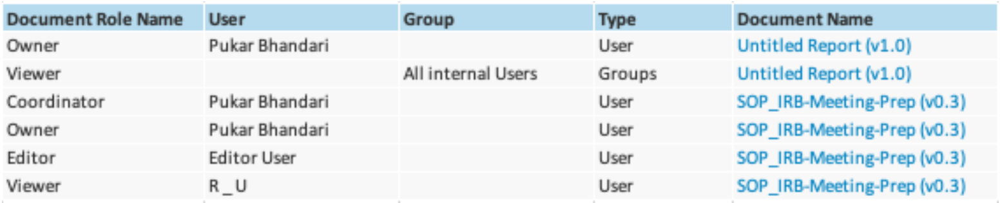 Document Role Name User Group Type Document Name
Owner Pukar Bhandari User Untitled Report (v1.0)
Viewer All internal Users Groups Untitled Report (v1.0)
Coordinator Pukar Bhandari User SOP_IRB-Meeting-Prep (v0.3)
Owner Pukar Bhandari User SOP_IRB-Meeting-Prep (v0.3)
Editor Editor User User SOP_IRB-Meeting-Prep (v0.3)
Viewer R _ U User SOP_IRB-Meeting-Prep (v0.3)